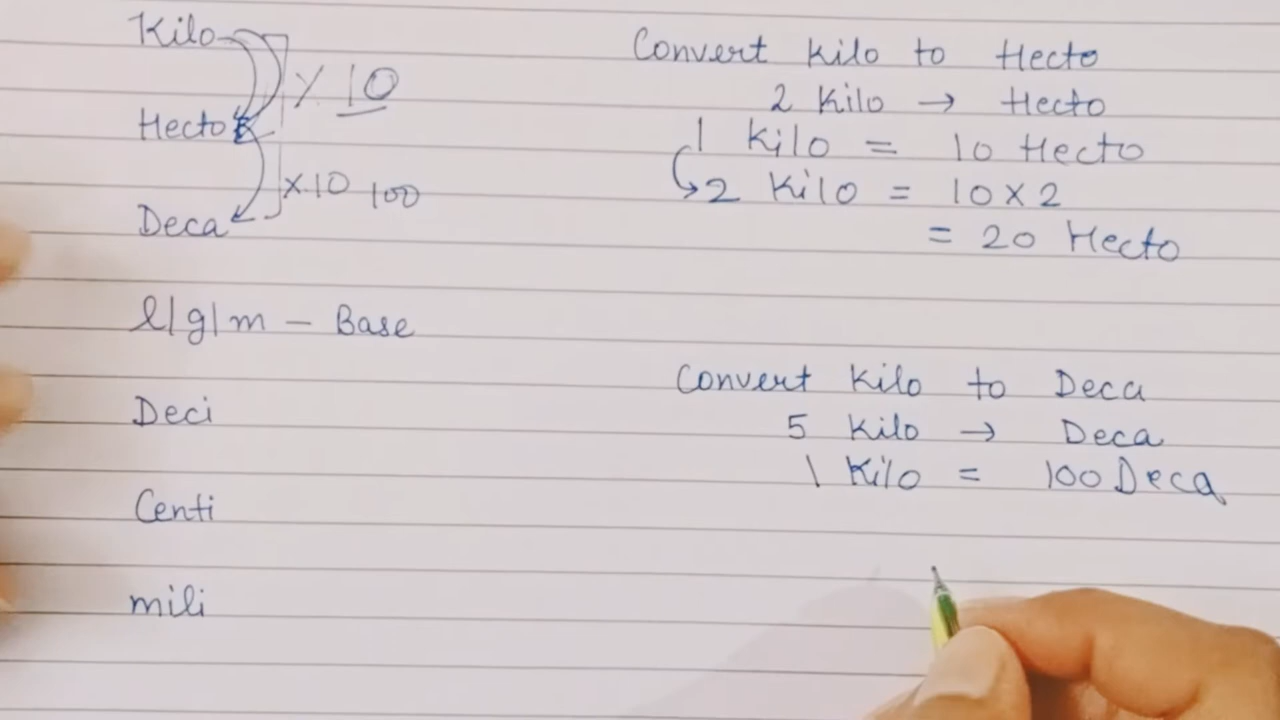 Kilo
× 10
Hecto
×10 100
Deca
l/g/m - Base
Deci
Centi
mili
Convert Kilo to Hecto
2 Kilo → Hecto
1 Kilo = 10 Hecto
2 Kilo = 10 × 2
= 20 Hecto
Convert Kilo to Deca
5 Kilo → Deca
1 Kilo = 100 Deca